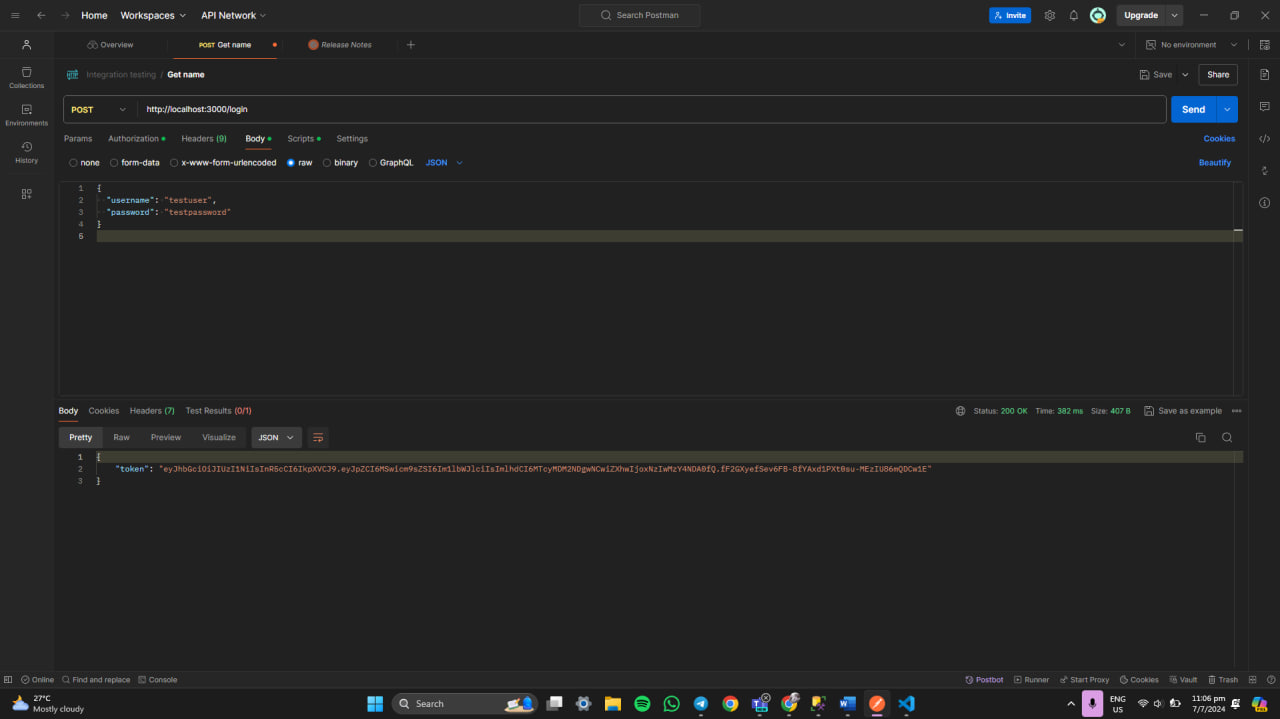 Home Workspaces API Network Search Postman Invite Upgrade
Overview POST Get name Release Notes No environment
Integration testing / Get name Save Share
POST http://localhost:3000/login Send
Params Authorization Headers (9) Body Scripts Settings Cookies
none form-data x-www-form-urlencoded raw binary GraphQL JSON Beautify
Collections
Environments
History
1 {
2 "username": "testuser",
3 "password": "testpassword"
4 }
5
Body Cookies Headers (7) Test Results (0/1) Status: 200 OK Time: 382 ms Size: 407 B Save as example
Pretty Raw Preview Visualize JSON
1 {
2 "token":
3 }
Online Find and replace Console Postbot Runner Start Proxy Cookies Vault Trash
27°C
Mostly cloudy
Search
ENG
US
11:06 pm
7/7/2024